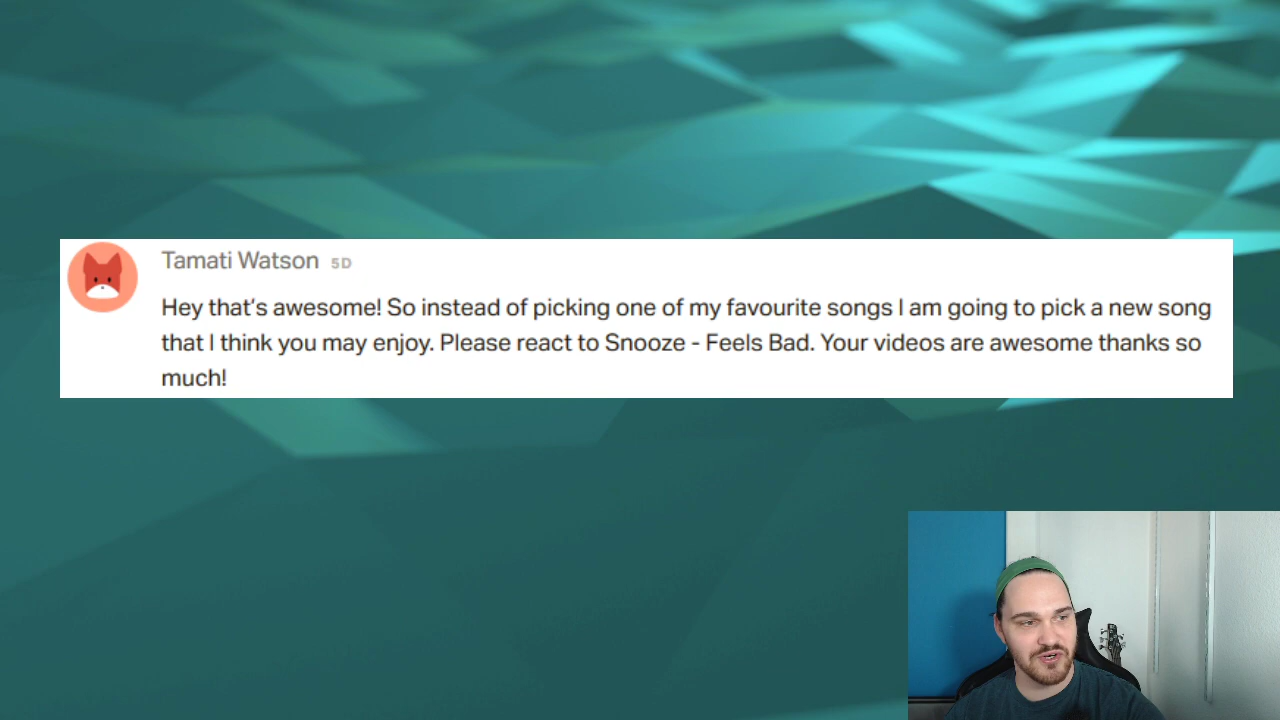 Tamati Watson 5D
Hey that's awesome! So instead of picking one of my favourite songs I am going to pick a new song
that I think you may enjoy. Please react to Snooze - Feels Bad. Your videos are awesome thanks so
much!